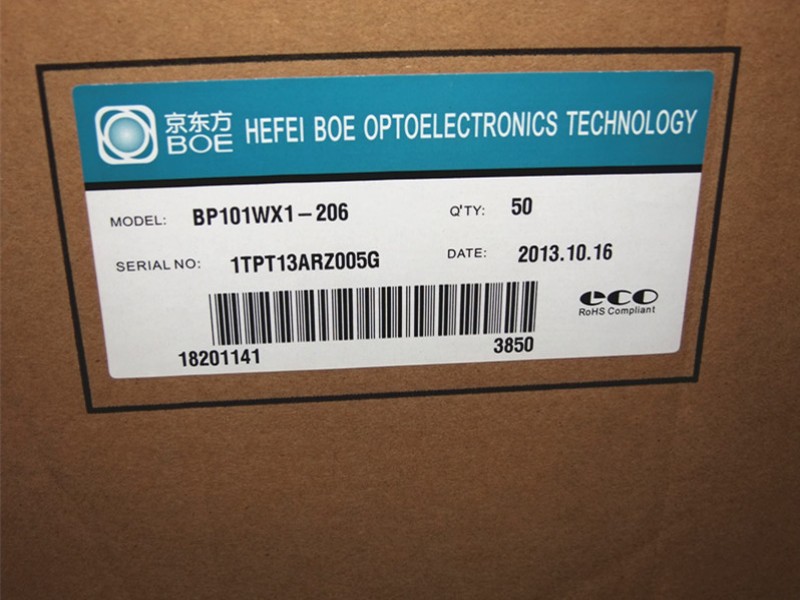 京东方
BOE
HEFEI BOE OPTOELECTRONICS TECHNOLOGY
MODEL: BP101WX1-206
Q'TY: 50
SERIAL NO: 1TPT13ARZ005G
DATE: 2013.10.16
eco
RoHS Compliant
18201141
3850